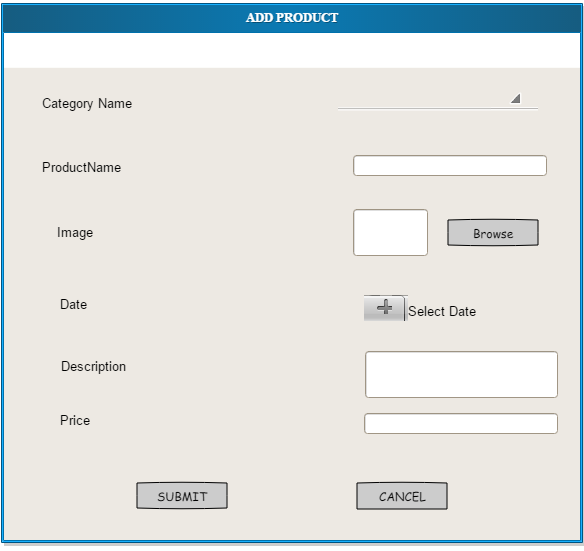 ADD PRODUCT
Category Name
ProductName
Image
Browse
Date
Select Date
Description
Price
SUBMIT
CANCEL